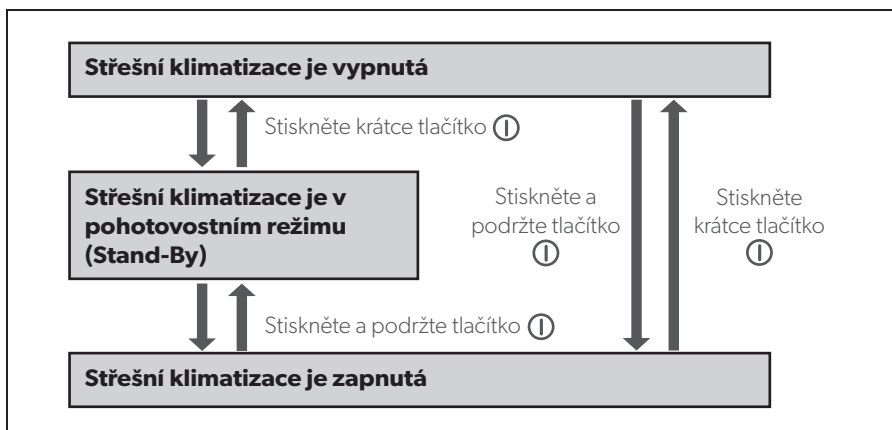 Střešní klimatizace je vypnutá
Stiskněte krátce tlačítko
Střešní klimatizace je v
pohotovostním režimu
(Stand-By)
Stiskněte a
podržte tlačítko
Stiskněte
krátce tlačítko
Stiskněte a podržte tlačítko
Střešní klimatizace je zapnutá